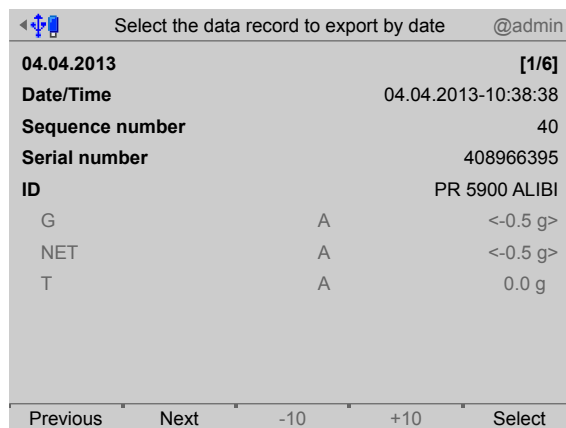 Select the data record to export by date @admin
04.04.2013 [1/6]
Date/Time 04.04.2013-10:38:38
Sequence number 40
Serial number 408966395
ID PR 5900 ALIBI
G A <-0.5 g>
NET A <-0.5 g>
T A 0.0 g
Previous Next -10 +10 Select